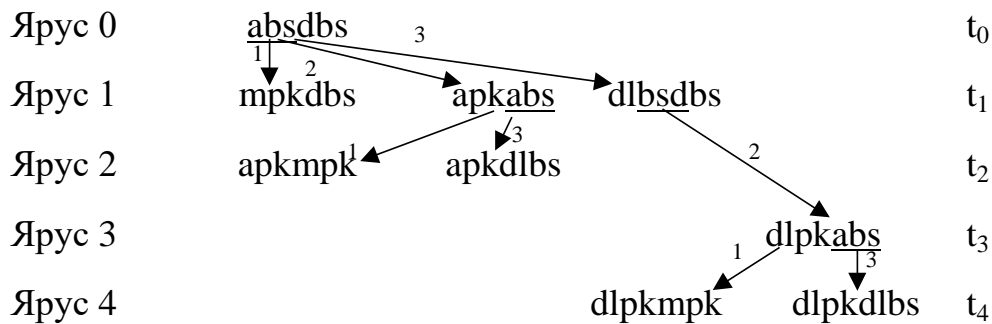 Ярус 0 absdbs 3 t0
1 2
Ярус 1 mpkdbs apkabs dlbsdbs t1
1 3 2
Ярус 2 apkmpk apkdlbs t2
Ярус 3 dlpkabs t3
1 3
Ярус 4 dlpkmpk dlpkdlbs t4